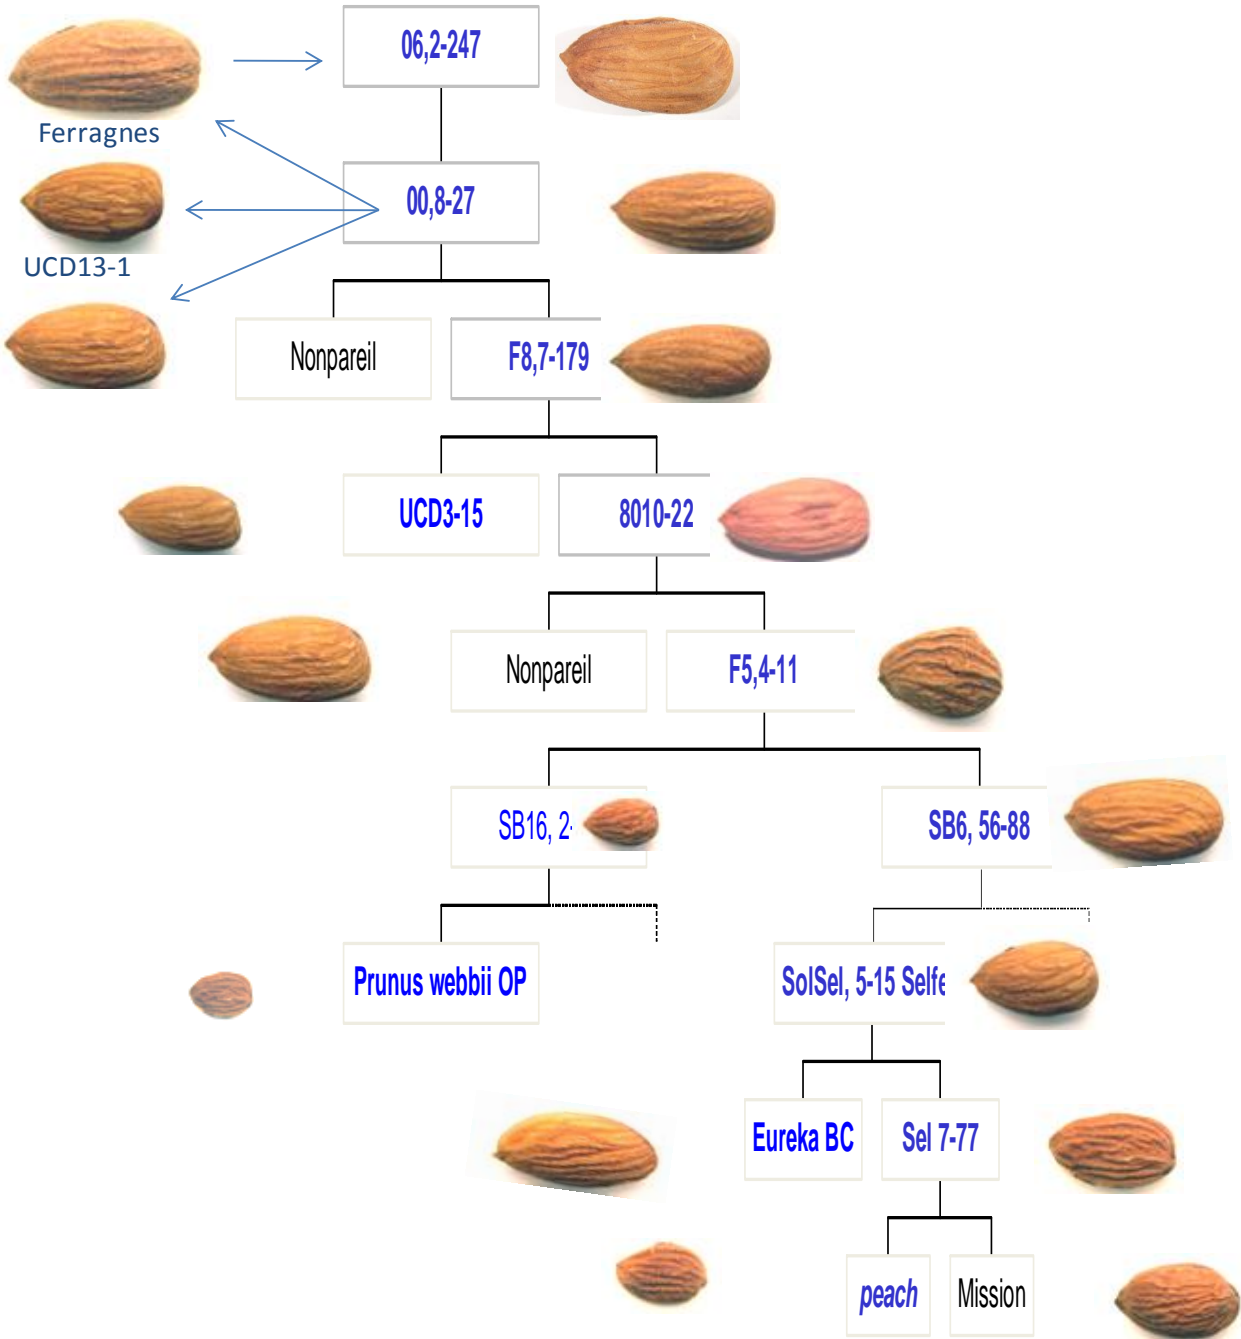 06,2-247
Ferragnes
00,8-27
UCD13-1
Nonpareil
F8,7-179
UCD3-15
8010-22
Nonpareil
F5,4-11
SB16, 2-
SB6, 56-88
Prunus webbii OP
SolSel, 5-15 Selfe
Eureka BC
Sel 7-77
peach
Mission